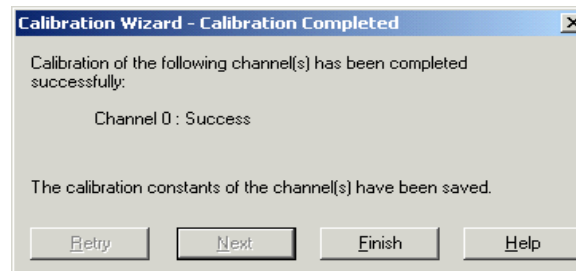 Calibration Wizard - Calibration Completed
Calibration of the following channel(s) has been completed
successfully:
Channel 0 : Success
The calibration constants of the channel(s) have been saved.
Retry Next Finish Help